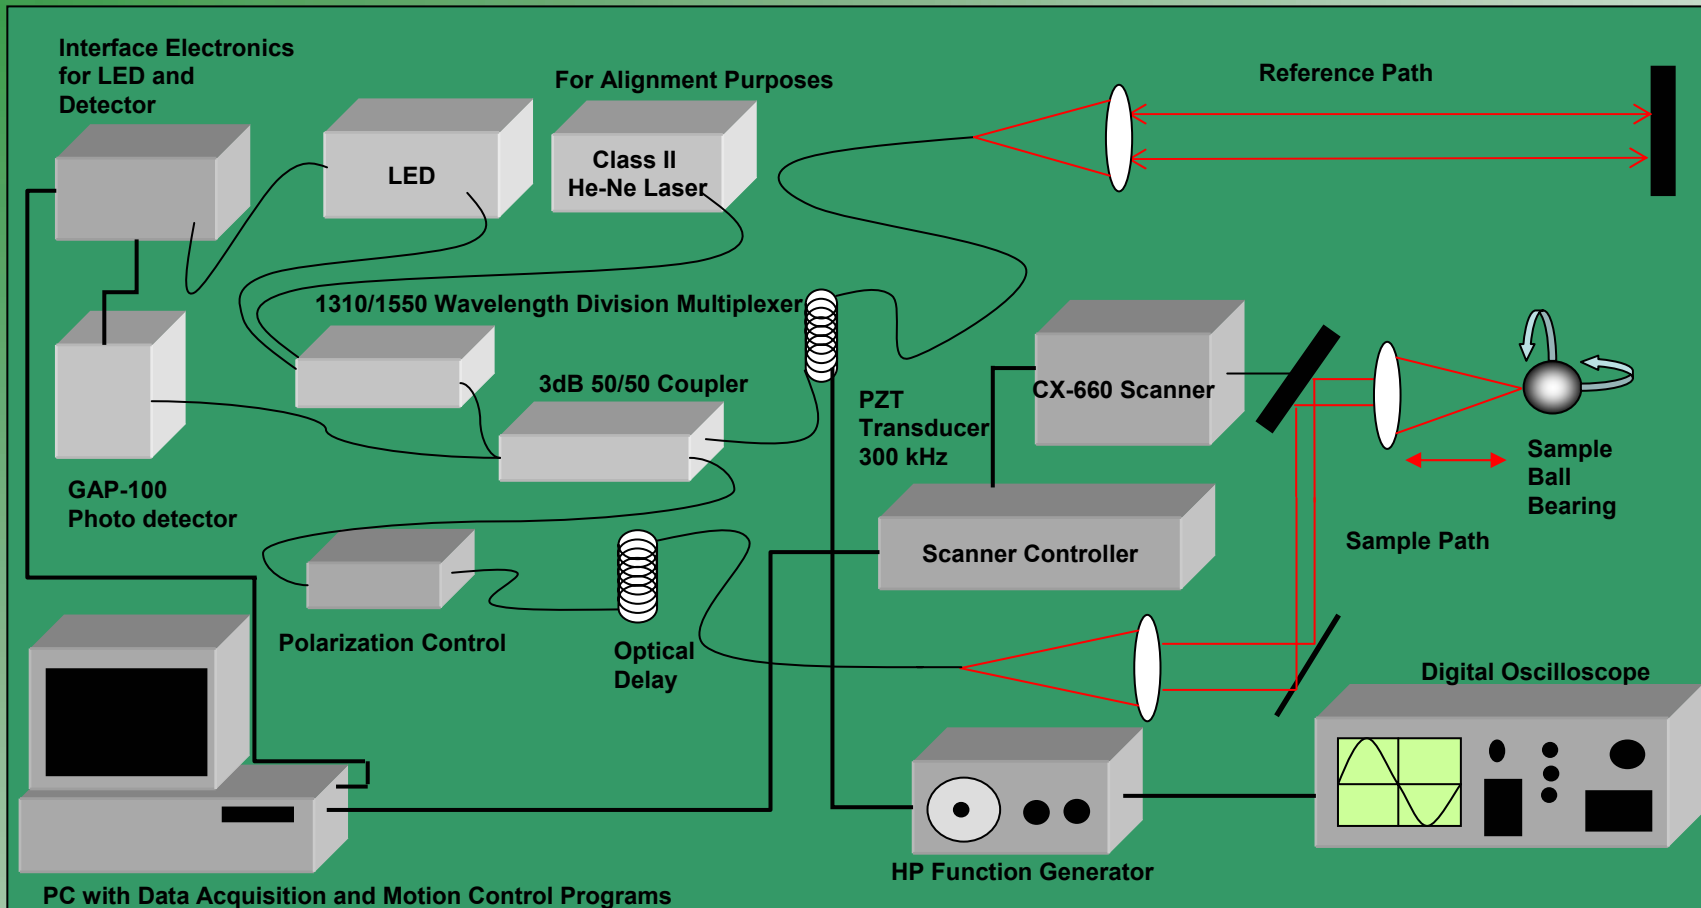 Interface Electronics
for LED and
Detector
For Alignment Purposes
Reference Path
LED
Class II
He-Ne Laser
1310/1550 Wavelength Division Multiplexer
3dB 50/50 Coupler
PZT
Transducer
300 kHz
CX-660 Scanner
Sample
Ball
Bearing
GAP-100
Photo detector
Scanner Controller
Sample Path
Polarization Control
Optical
Delay
Digital Oscilloscope
HP Function Generator
PC with Data Acquisition and Motion Control Programs